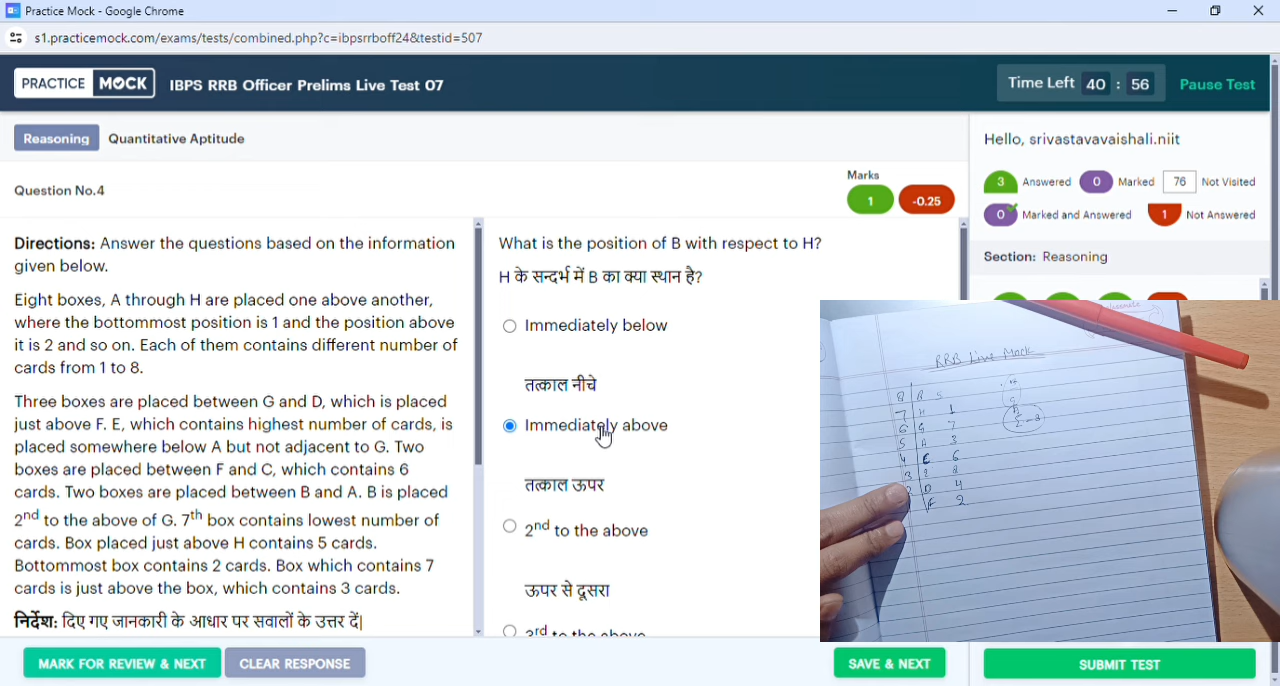 Practice Mock - Google Chrome
s1.practicemock.com/exams/tests/combined.php?c=ibpsrrboff24&testid=507
PRACTICE MOCK
IBPS RRB Officer Prelims Live Test 07
Time Left 40 : 56
Pause Test
Reasoning Quantitative Aptitude
Hello, srivastavavaishali.niit
Question No.4
Marks
1 -0.25
3 Answered 0 Marked 76 Not Visited
0 Marked and Answered 1 Not Answered
Section: Reasoning
Directions: Answer the questions based on the information
given below.
Eight boxes, A through H are placed one above another,
where the bottommost position is 1 and the position above
it is 2 and so on. Each of them contains different number of
cards from 1 to 8.
Three boxes are placed between G and D, which is placed
just above F. E, which contains highest number of cards, is
placed somewhere below A but not adjacent to G. Two
boxes are placed between F and C, which contains 6
cards. Two boxes are placed between B and A. B is placed
2nd to the above of G. 7th box contains lowest number of
cards. Box placed just above H contains 5 cards.
Bottommost box contains 2 cards. Box which contains 7
cards is just above the box, which contains 3 cards.
निर्देश: दिए गए जानकारी के आधार पर सवालों के उत्तर दें|
What is the position of B with respect to H?
H के सन्दर्भ में B का क्या स्थान है?
Immediately below
तत्काल नीचे
Immediately above
तत्काल ऊपर
2nd to the above
ऊपर से दूसरा
3rd to the above
RRB Live Mock
8 B 5
7 H 1
6 G 7
5 A 3
4 C 6
3 8
2 D 4
F 2
MARK FOR REVIEW & NEXT
CLEAR RESPONSE
SAVE & NEXT
SUBMIT TEST